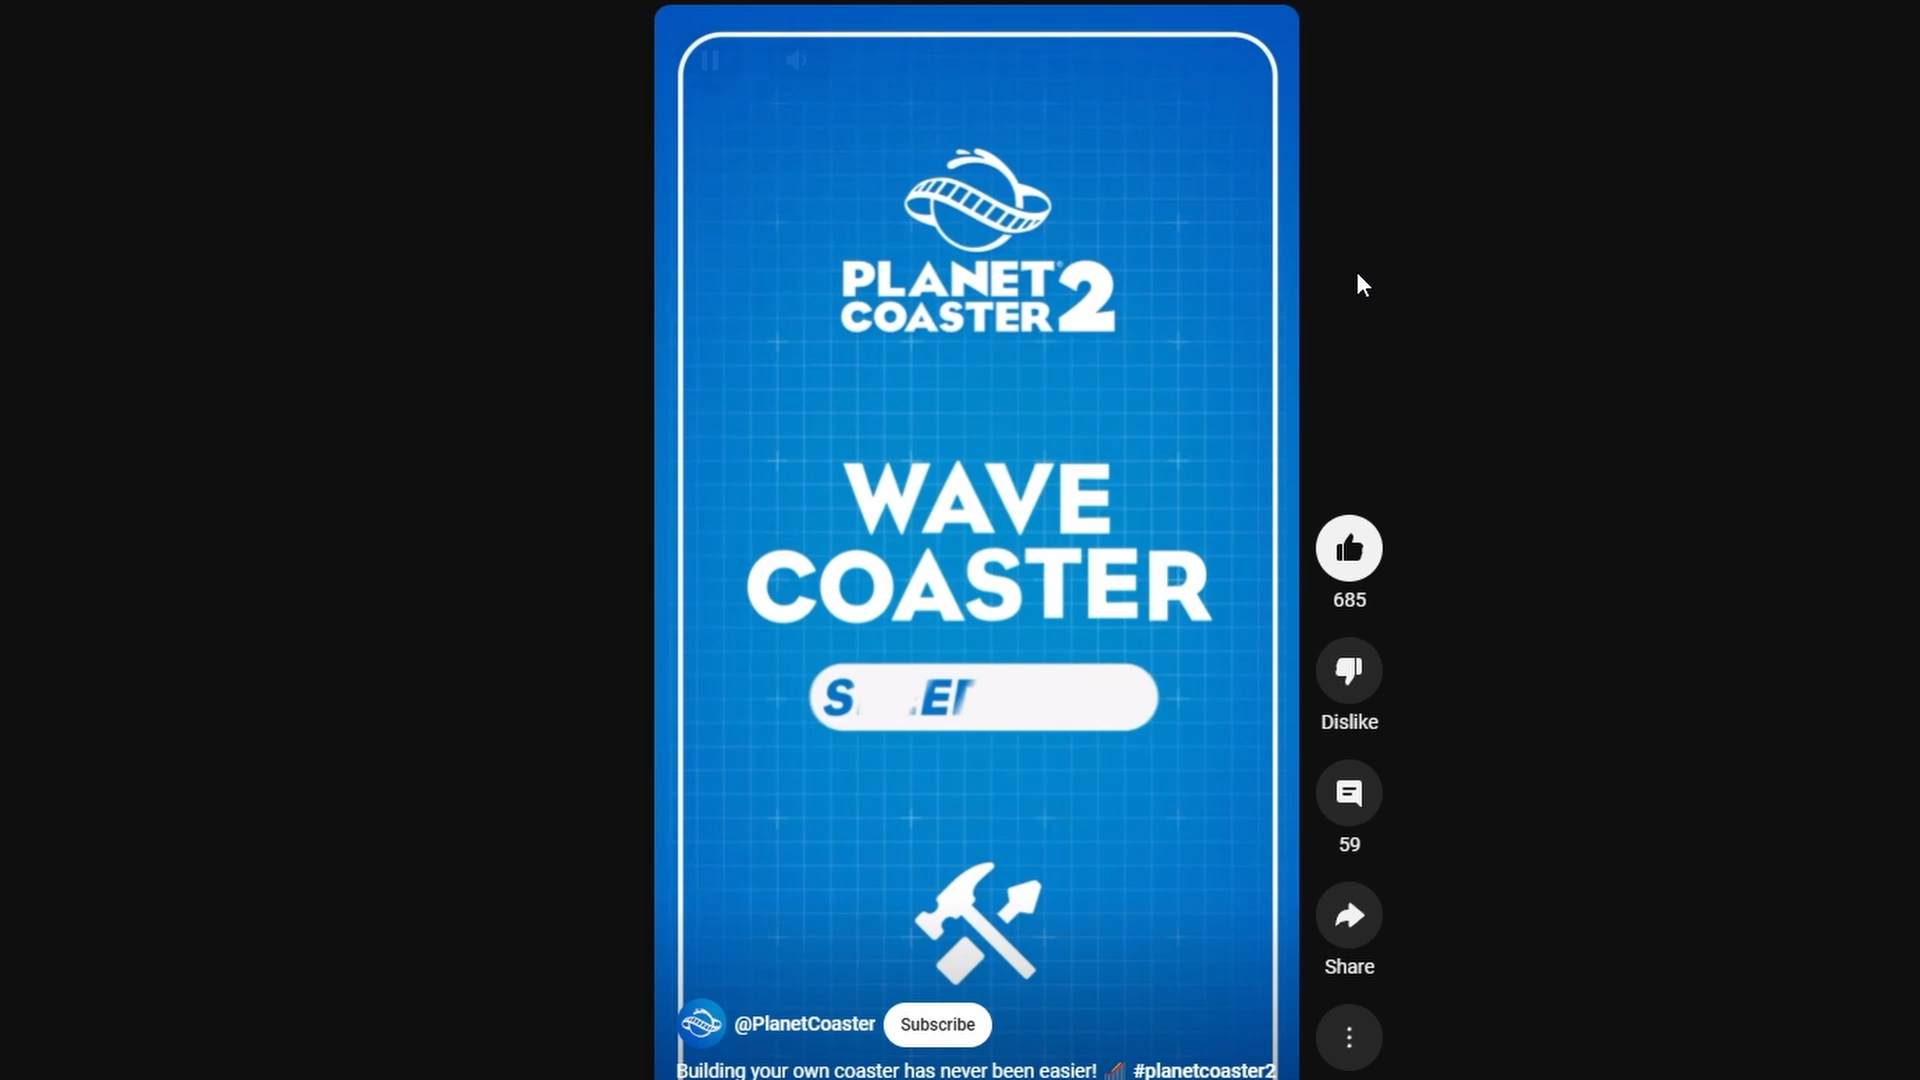 PLANET
COASTER 2
WAVE
COASTER
685
Dislike
59
Share
@PlanetCoaster Subscribe
Building your own coaster has never been easier! #planetcoaster2